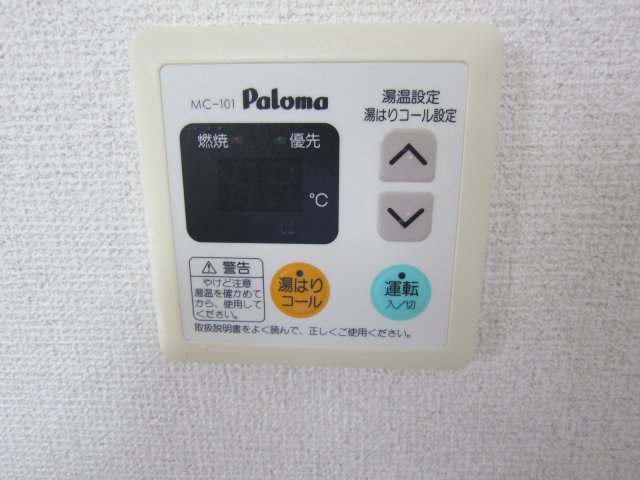 MC-101 Paloma
湯温設定
湯はりコール設定
燃焼 優先
℃
⚠ 警告
やけど注意
湯温を確かめて
から、使用して
ください。
湯はり
コール
運転
入/切
取扱説明書をよく読んで、正しくご使用ください。